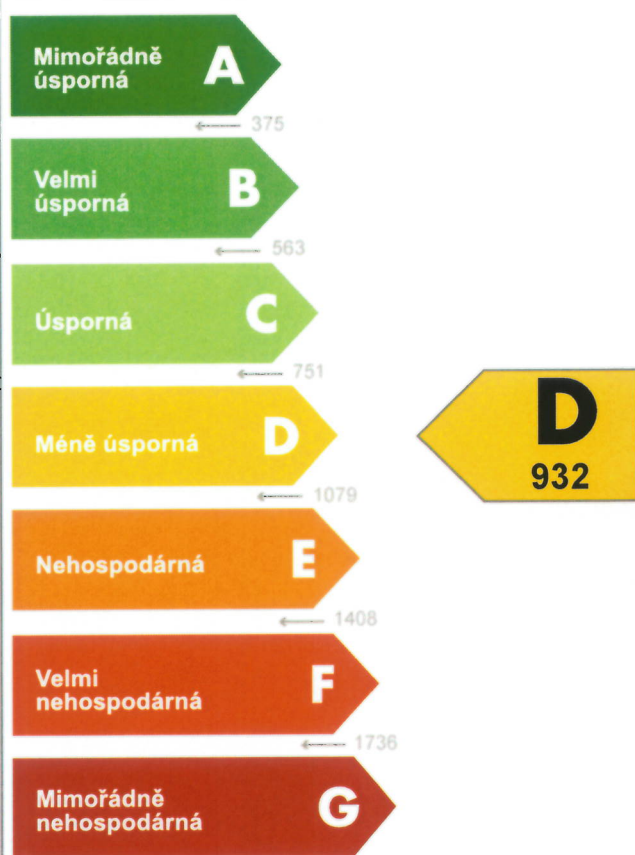 Mimořádně
úsporná
A
375
Velmi
úsporná
B
563
Úsporná
C
751
Méně úsporná
D
D
932
1079
Nehospodárná
E
1408
Velmi
nehospodárná
F
1736
Mimořádně
nehospodárná
G